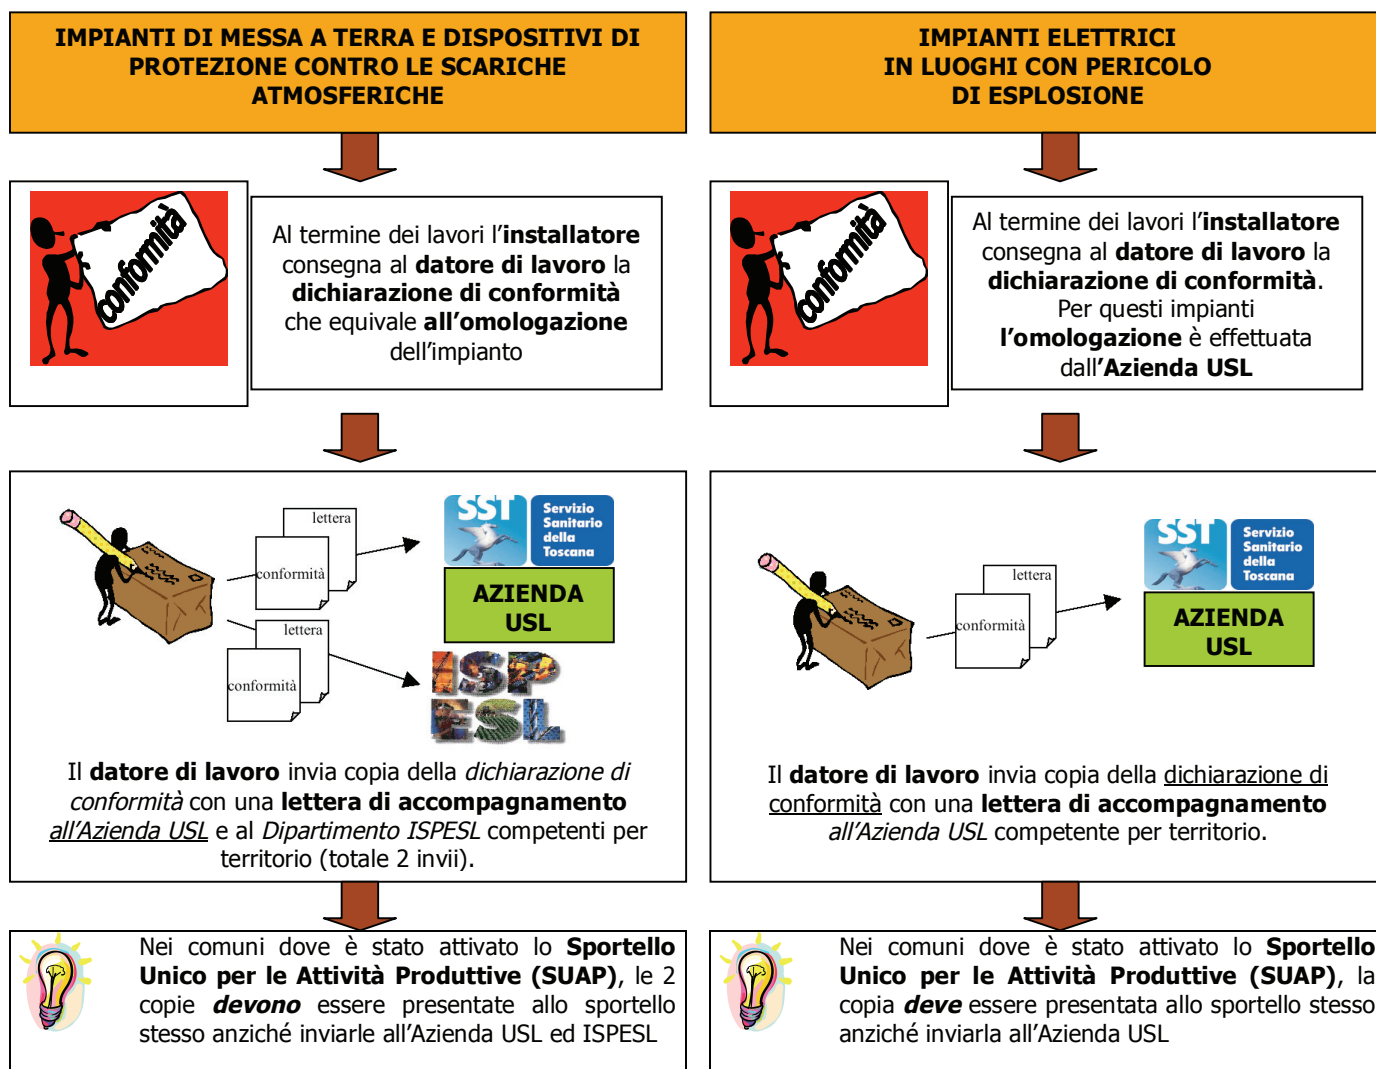 IMPIANTI DI MESSA A TERRA E DISPOSITIVI DI
PROTEZIONE CONTRO LE SCARICHE
ATMOSFERICHE
conformità
Al termine dei lavori l'installatore
consegna al datore di lavoro la
dichiarazione di conformità
che equivale all'omologazione
dell'impianto
lettera
conformità
SST
Servizio
Sanitario
della
Toscana
AZIENDA
USL
lettera
conformità
ISP
ESL
Il datore di lavoro invia copia della dichiarazione di
conformità con una lettera di accompagnamento
all'Azienda USL e al Dipartimento ISPESL competenti per
territorio (totale 2 invii).
Nei comuni dove è stato attivato lo Sportello
Unico per le Attività Produttive (SUAP), le 2
copie devono essere presentate allo sportello
stesso anziché inviarle all'Azienda USL ed ISPESL
IMPIANTI ELETTRICI
IN LUOGHI CON PERICOLO
DI ESPLOSIONE
conformità
Al termine dei lavori l'installatore
consegna al datore di lavoro la
dichiarazione di conformità.
Per questi impianti
l'omologazione è effettuata
dall'Azienda USL
lettera
conformità
SST
Servizio
Sanitario
della
Toscana
AZIENDA
USL
Il datore di lavoro invia copia della dichiarazione di
conformità con una lettera di accompagnamento
all'Azienda USL competente per territorio.
Nei comuni dove è stato attivato lo Sportello
Unico per le Attività Produttive (SUAP), la
copia deve essere presentata allo sportello stesso
anziché inviarla all'Azienda USL